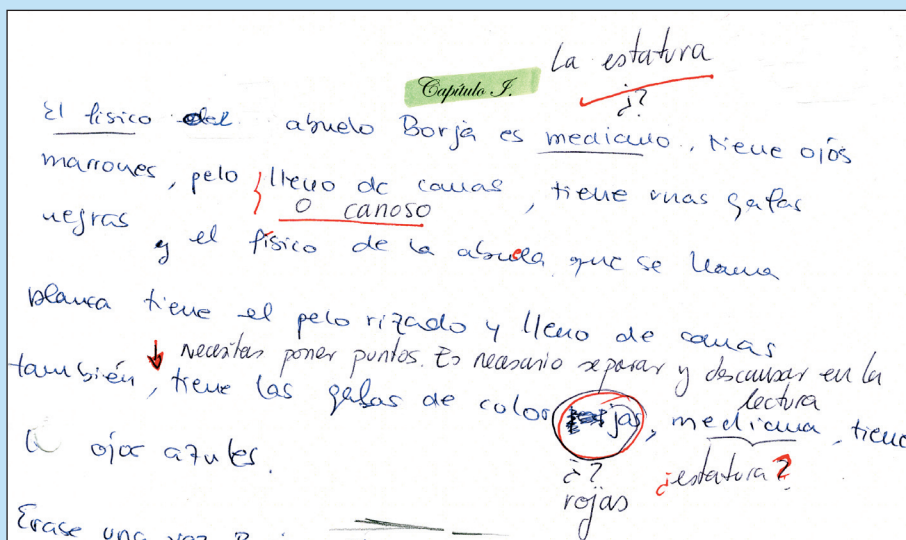 La estatura
Capítulo I.
¿?
El físico del abuelo Borja es mediano, tiene ojos
marrones, pelo lleno de canas, tiene unas gafas
o canoso
negras y el físico de la abuela que se llama
Blanca tiene el pelo rizado y lleno de canas
Necesitas poner puntos. Es necesario separar y descansar en la
lectura
también, tiene las gafas de color jas, mediana, tiene
ojos azules.
¿?
rojas
¿estatura?
Erase una vez